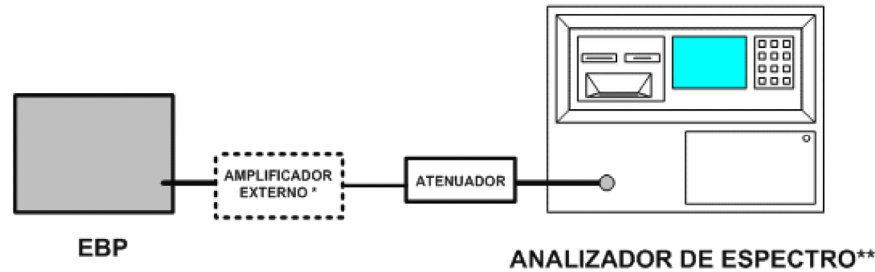 AMPLIFICADOR
EXTERNO *
ATENUADOR
EBP
ANALIZADOR DE ESPECTRO**